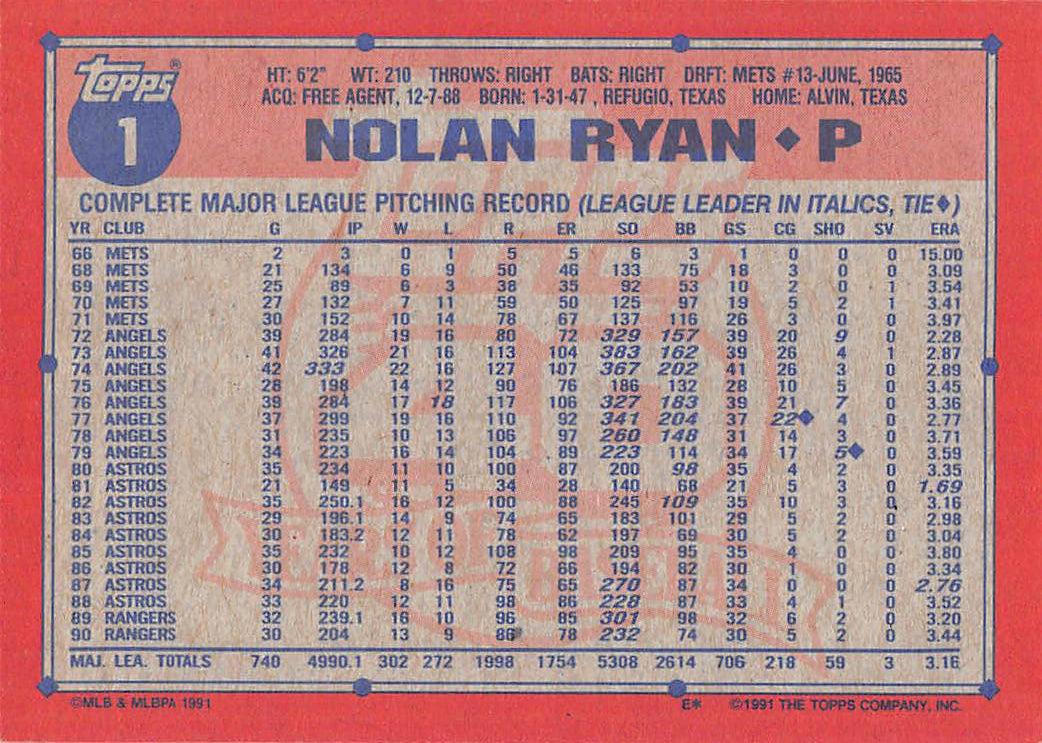 Topps®
1
HT: 6'2" WT: 210 THROWS: RIGHT BATS: RIGHT DRFT: METS #13-JUNE, 1965
ACQ: FREE AGENT, 12-7-88 BORN: 1-31-47 , REFUGIO, TEXAS HOME: ALVIN, TEXAS
NOLAN RYAN ◆ P
COMPLETE MAJOR LEAGUE PITCHING RECORD (LEAGUE LEADER IN ITALICS, TIE◆)
YR CLUB G IP W L R ER SO BB GS CG SHO SV ERA
66 METS 2 3 0 1 5 5 6 3 1 0 0 0 15.00
68 METS 21 134 6 9 50 46 133 75 18 3 0 0 3.09
69 METS 25 89 6 3 38 35 92 53 10 2 0 1 3.54
70 METS 27 132 7 11 59 50 125 97 19 5 2 1 3.41
71 METS 30 152 10 14 78 67 137 116 26 3 0 0 3.97
72 ANGELS 39 284 19 16 80 72 329 157 39 20 9 0 2.28
73 ANGELS 41 326 21 16 113 104 383 162 39 26 4 1 2.87
74 ANGELS 42 333 22 16 127 107 367 202 41 26 3 0 2.89
75 ANGELS 28 198 14 12 90 76 186 132 28 10 5 0 3.45
76 ANGELS 39 284 17 18 117 106 327 183 39 21 7 0 3.36
77 ANGELS 37 299 19 16 110 92 341 204 37 22◆ 4 0 2.77
78 ANGELS 31 235 10 13 106 97 260 148 31 14 3 0 3.71
79 ANGELS 34 223 16 14 104 89 223 114 34 17 5◆ 0 3.59
80 ASTROS 35 234 11 10 100 87 200 98 35 4 2 0 3.35
81 ASTROS 21 149 11 5 34 28 140 68 21 5 3 0 1.69
82 ASTROS 35 250.1 16 12 100 88 245 109 35 10 3 0 3.16
83 ASTROS 29 196.1 14 9 74 65 183 101 29 5 2 0 2.98
84 ASTROS 30 183.2 12 11 78 62 197 69 30 5 2 0 3.04
85 ASTROS 35 232 10 12 108 98 209 95 35 4 0 0 3.80
86 ASTROS 30 178 12 8 72 66 194 82 30 1 0 0 3.34
87 ASTROS 34 211.2 8 16 75 65 270 87 34 0 0 0 2.76
88 ASTROS 33 220 12 11 98 86 228 87 33 4 1 0 3.52
89 RANGERS 32 239.1 16 10 96 85 301 98 32 6 2 0 3.20
90 RANGERS 30 204 13 9 86 78 232 74 30 5 2 0 3.44
MAJ. LEA. TOTALS 740 4990.1 302 272 1998 1754 5308 2614 706 218 59 3 3.16
©MLB & MLBPA 1991 E* ©1991 THE TOPPS COMPANY, INC.